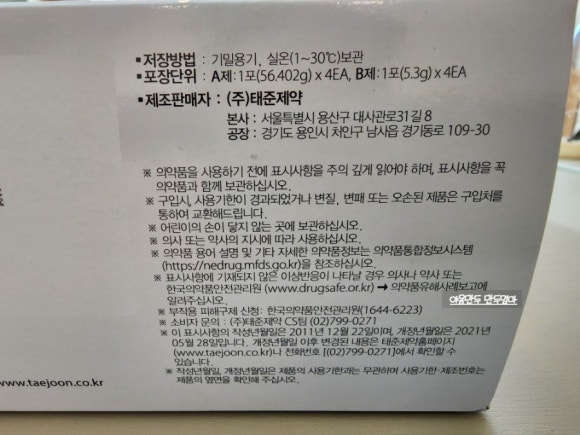 ▪ 저장방법 : 기밀용기, 실온(1~30℃)보관
▪ 포장단위 : A제:1포(56.402g) x 4EA, B제:1포(5.3g) x 4EA
▪ 제조판매자 : (주)태준제약
본사 : 서울특별시 용산구 대사관로31길 8
공장 : 경기도 용인시 처인구 남사읍 경기동로 109-30
※ 의약품을 사용하기 전에 표시사항을 주의 깊게 읽어야 하며, 표시사항을 꼭
의약품과 함께 보관하십시오.
※ 구입시, 사용기한이 경과되었거나 변질, 변패 또는 오손된 제품은 구입처를
통하여 교환해드립니다.
※ 어린이의 손이 닿지 않는 곳에 보관하십시오.
※ 의사 또는 약사의 지시에 따라 사용하십시오.
※ 의약품 용어 설명 및 기타 자세한 의약품정보는 의약품통합정보시스템
(https://nedrug.mfds.go.kr)을 참조하십시오.
※ 표시사항에 기재되지 않은 이상반응이 나타날 경우 의사나 약사 또는
한국의약품안전관리원 (www.drugsafe.or.kr) → 의약품유해사례보고에
알려주십시오.
※ 부작용 피해구제 신청: 한국의약품안전관리원(1644-6223)
※ 소비자 문의 : (주)태준제약 CS팀 (02)799-0271
※ 이 표시사항의 작성년월일은 2011년 12월 22일이며, 개정년월일은 2021년
05월 28일입니다. 개정년월일 이후 변경된 내용은 태준제약홈페이지
(www.taejoon.co.kr)나 전화번호 [(02)799-0271]에서 확인할 수
있습니다.
※ 작성년월일, 개정년월일은 제품의 사용기한과는 무관하며 사용기한·제조번호는
제품의 옆면을 확인해 주십시오.
www.taejoon.co.kr